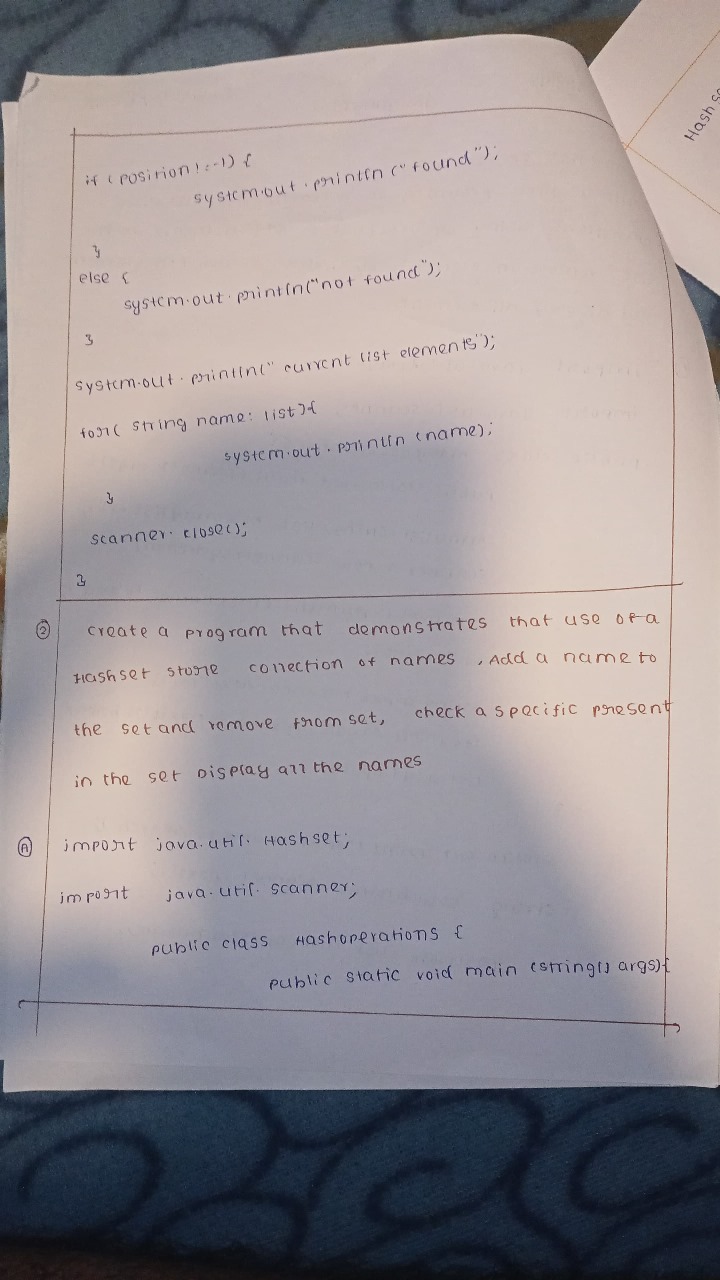 if (position != -1) {
system.out.println ("found");
}
else {
system.out.println("not found");
}
system.out.println(" current list elements");
for( string name: list){
system.out.println (name);
}
scanner.close();
}
② create a program that demonstrates that use of a
Hashset store collection of names , Add a name to
the set and remove from set, check a specific present
in the set Display all the names
Ⓐ import java.util.Hashset;
import java.util.scanner;
public class Hashoperations {
public static void main (string[] args){